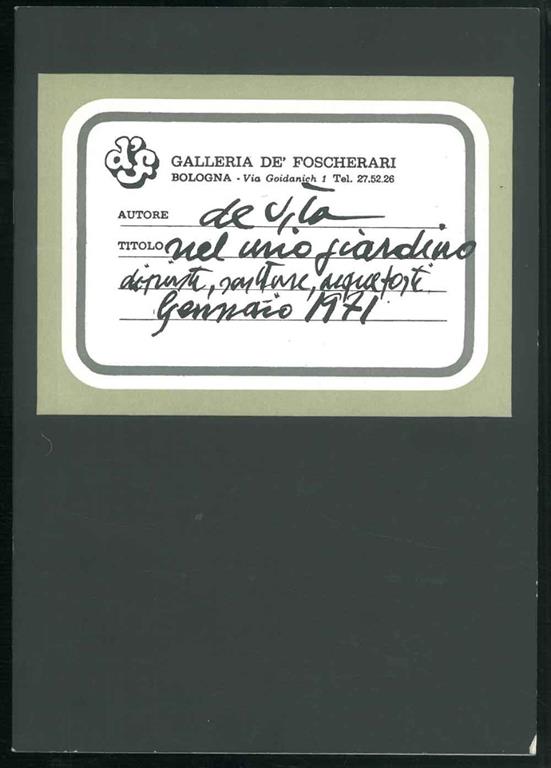 d'f
GALLERIA DE' FOSCHERARI
BOLOGNA - Via Goidanich 1 Tel. 27.52.26
AUTORE de Vita
TITOLO nel mio giardino
dipinti, sculture, acqueforti
Gennaio 1971